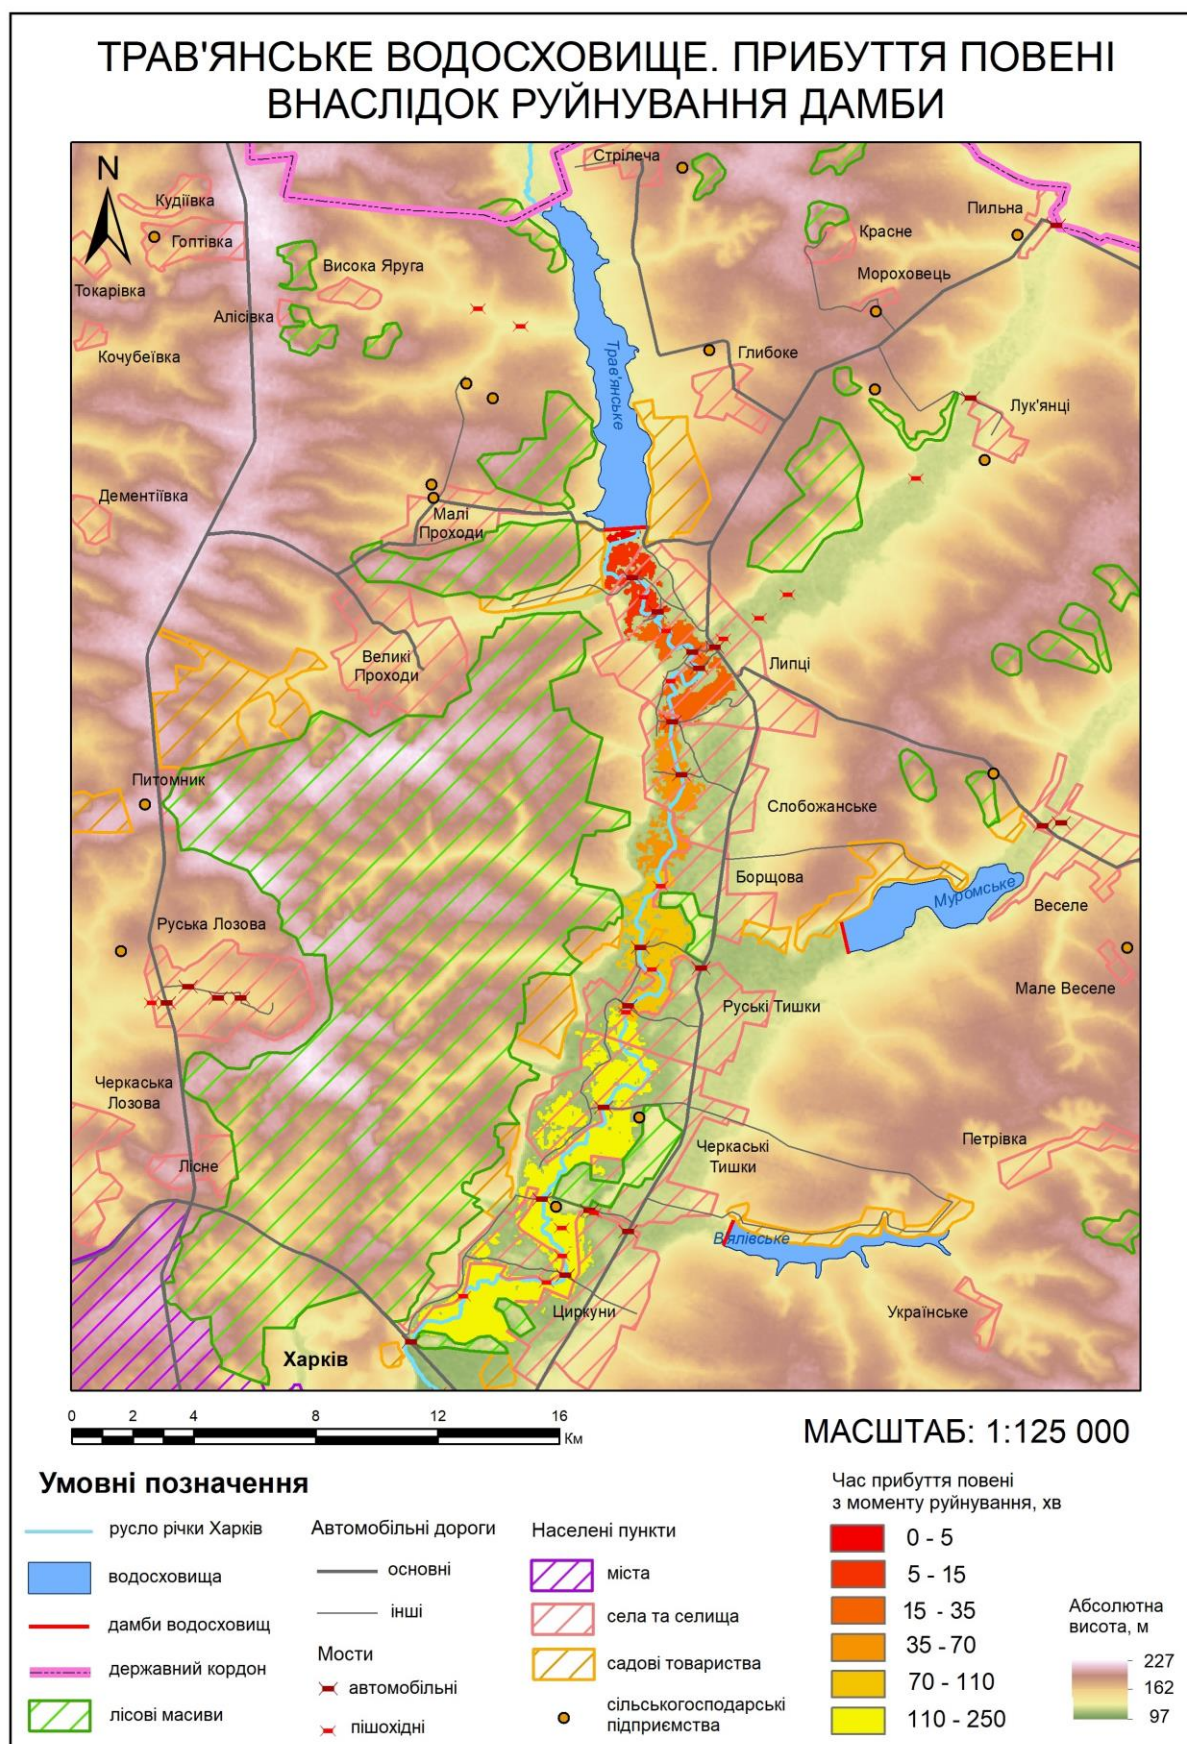 ТРАВ'ЯНСЬКЕ ВОДОСХОВИЩЕ. ПРИБУТТЯ ПОВЕНІ
ВНАСЛІДОК РУЙНУВАННЯ ДАМБИ
N
Стрілеча
Кудіївка
Гоптівка
Пильна
Красне
Висока Яруга
Мороховець
Токарівка
Алісівка
Кочубеївка
Глибоке
Трав'янське
Лук'янці
Дементіївка
Малі
Проходи
Великі
Проходи
Липці
Питомник
Слобожанське
Борщова
Муромське
Веселе
Руська Лозова
Мале Веселе
Руські Тишки
Черкаська
Лозова
Лісне
Черкаські
Тишки
Петрівка
В'ялівське
Українське
Циркуни
Харків
0 2 4 8 12 16
Км
МАСШТАБ: 1:125 000
Умовні позначення
русло річки Харків
водосховища
дамби водосховищ
державний кордон
лісові масиви
Автомобільні дороги
основні
інші
Мости
автомобільні
пішохідні
Населені пункти
міста
села та селища
садові товариства
сільськогосподарські
підприємства
Час прибуття повені
з моменту руйнування, хв
0 - 5
5 - 15
15 - 35
35 - 70
70 - 110
110 - 250
Абсолютна
висота, м
227
162
97